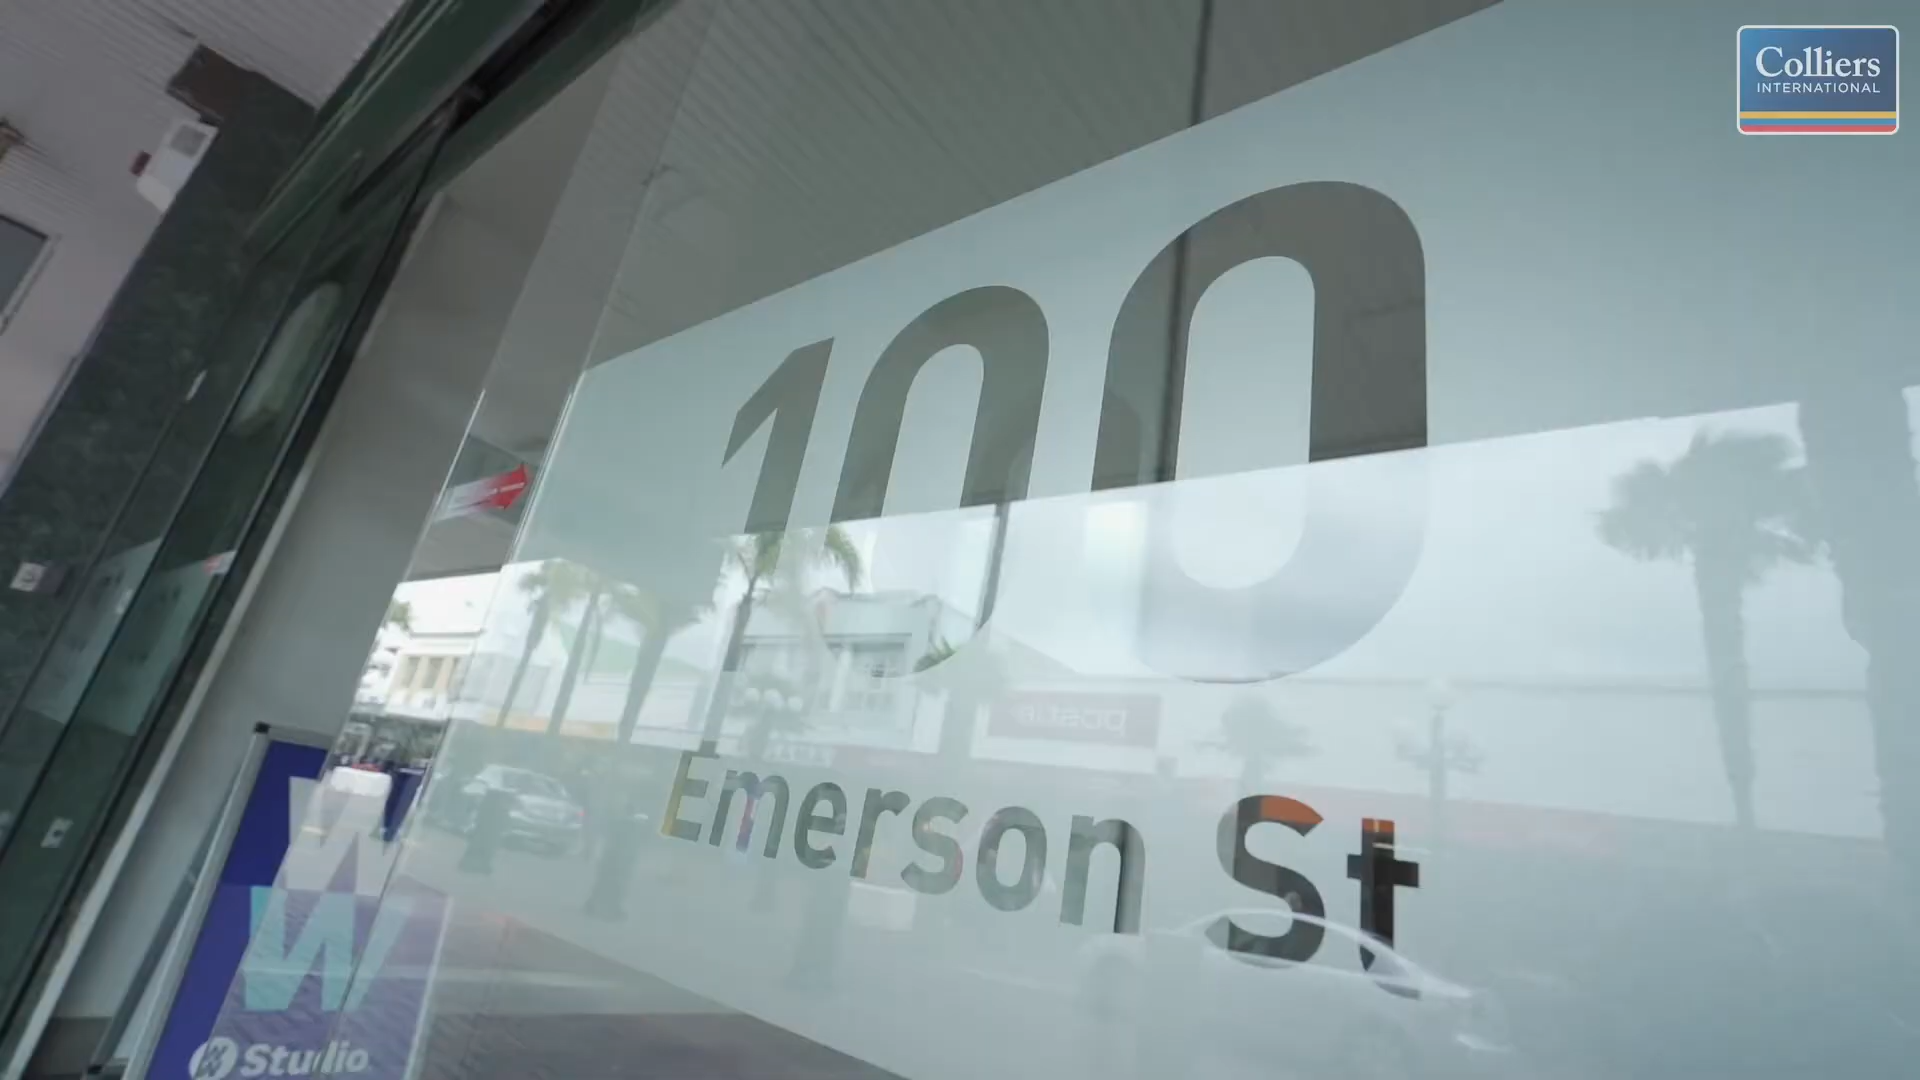 Colliers
INTERNATIONAL
100
Emerson St
W
W
Studio